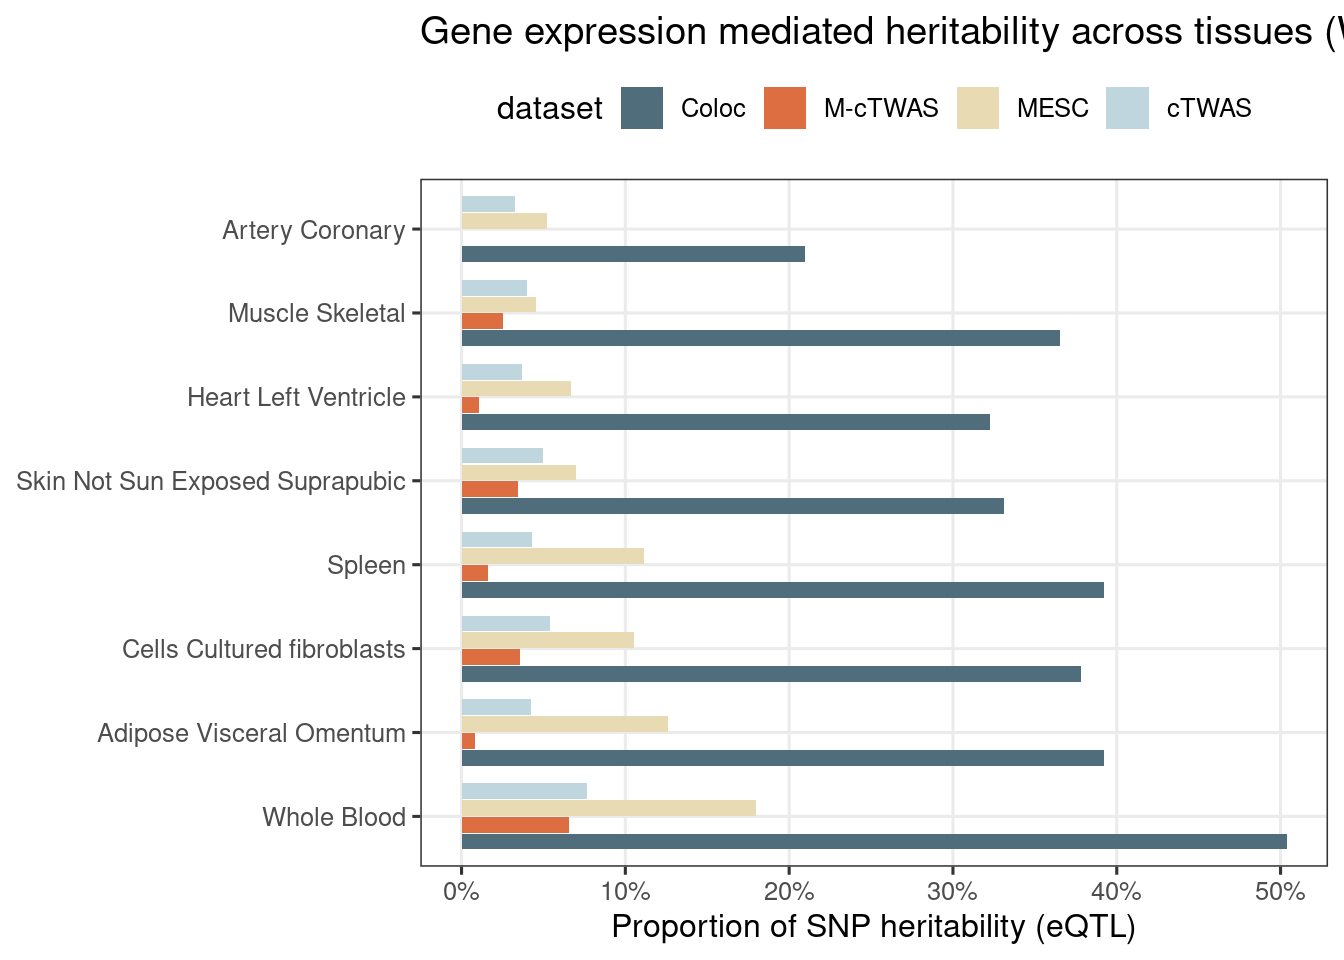 Gene expression mediated heritability across tissues (
dataset Coloc M-cTWAS MESC cTWAS
Artery Coronary
Muscle Skeletal
Heart Left Ventricle
Skin Not Sun Exposed Suprapubic
Spleen
Cells Cultured fibroblasts
Adipose Visceral Omentum
Whole Blood
0% 10% 20% 30% 40% 50%
Proportion of SNP heritability (eQTL)